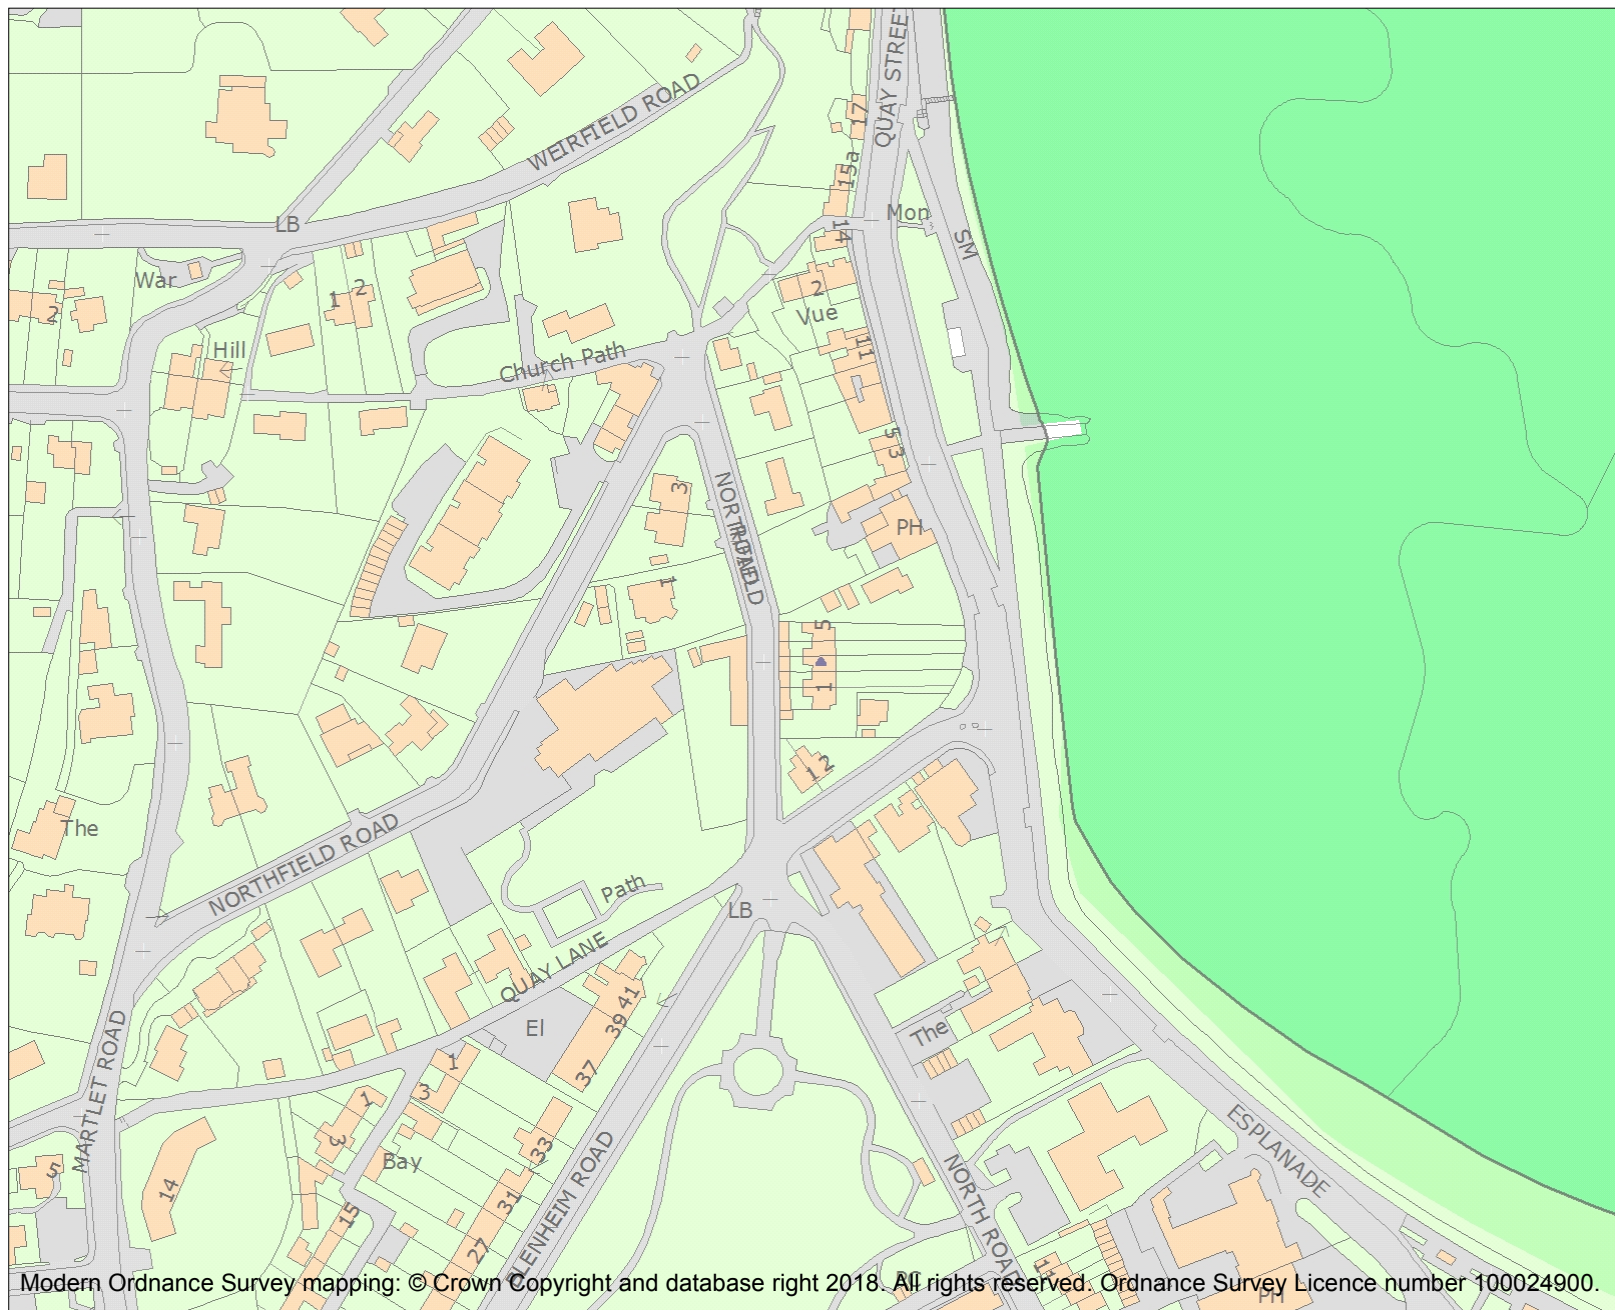 QUAY STREET
WEIRFIELD ROAD
17
15a
14
Mon
SM
LB
War
2
1
2
2
Vue
Hill
Church Path
11
5
3
PH
3
NORTHFIELD
ROAD
1
5
1
1
2
The
NORTHFIELD ROAD
Path
LB
QUAY LANE
El
41
39
37
The
MARTLET ROAD
1
3
1
3
Bay
33
31
27
15
14
5
BLENHEIM ROAD
NORTH ROAD
ESPLANADE
11
PH
Modern Ordnance Survey mapping: © Crown Copyright and database right 2018. All rights reserved. Ordnance Survey Licence number 100024900.